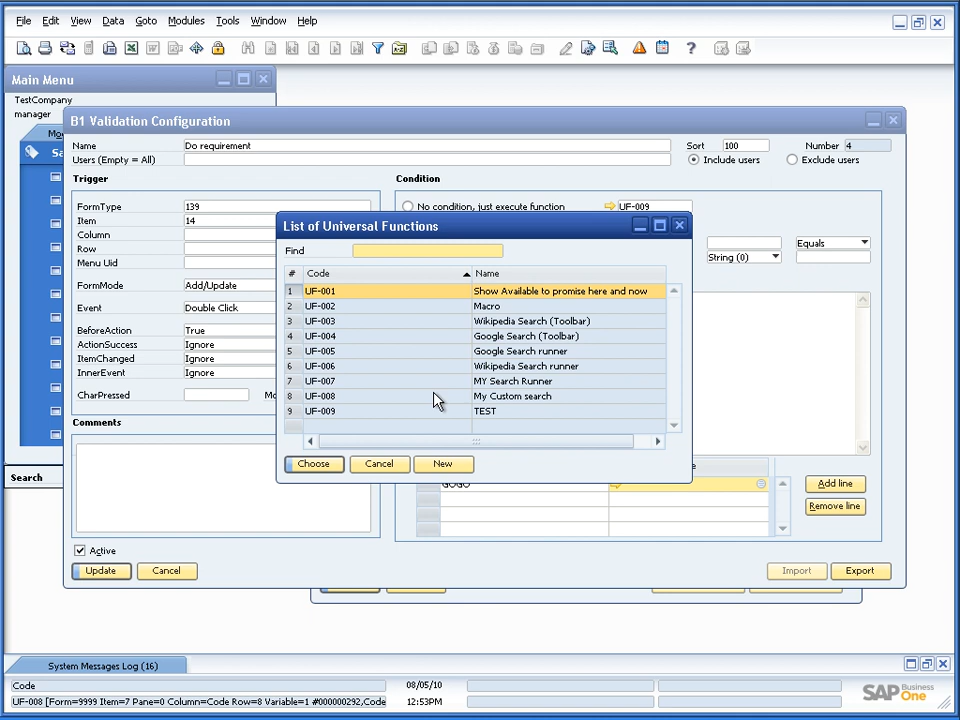 File Edit View Data Goto Modules Tools Window Help
Main Menu
TestCompany
manager
B1 Validation Configuration
Name Do requirement Sort 100 Number 4
Users (Empty = All) Include users Exclude users
Trigger Condition
FormType 139 No condition, just execute function UF-009
Item 14
Column Equals
Row String (0)
Menu Uid
FormMode Add/Update
Event Double Click
BeforeAction True
ActionSuccess Ignore
ItemChanged Ignore
InnerEvent Ignore
CharPressed
Comments
List of Universal Functions
Find
# Code Name
1 UF-001 Show Available to promise here and now
2 UF-002 Macro
3 UF-003 Wikipedia Search (Toolbar)
4 UF-004 Google Search (Toolbar)
5 UF-005 Google Search runner
6 UF-006 Wikipedia Search runner
7 UF-007 MY Search Runner
8 UF-008 My Custom search
9 UF-009 TEST
Choose Cancel New
Search
Add line
Remove line
Active
Update Cancel Import Export
System Messages Log (16)
Code 08/05/10
UF-008 [Form=9999 Item=7 Pane=0 Column=Code Row=8 Variable=1 #000000292,Code 12:53PM
SAP Business One